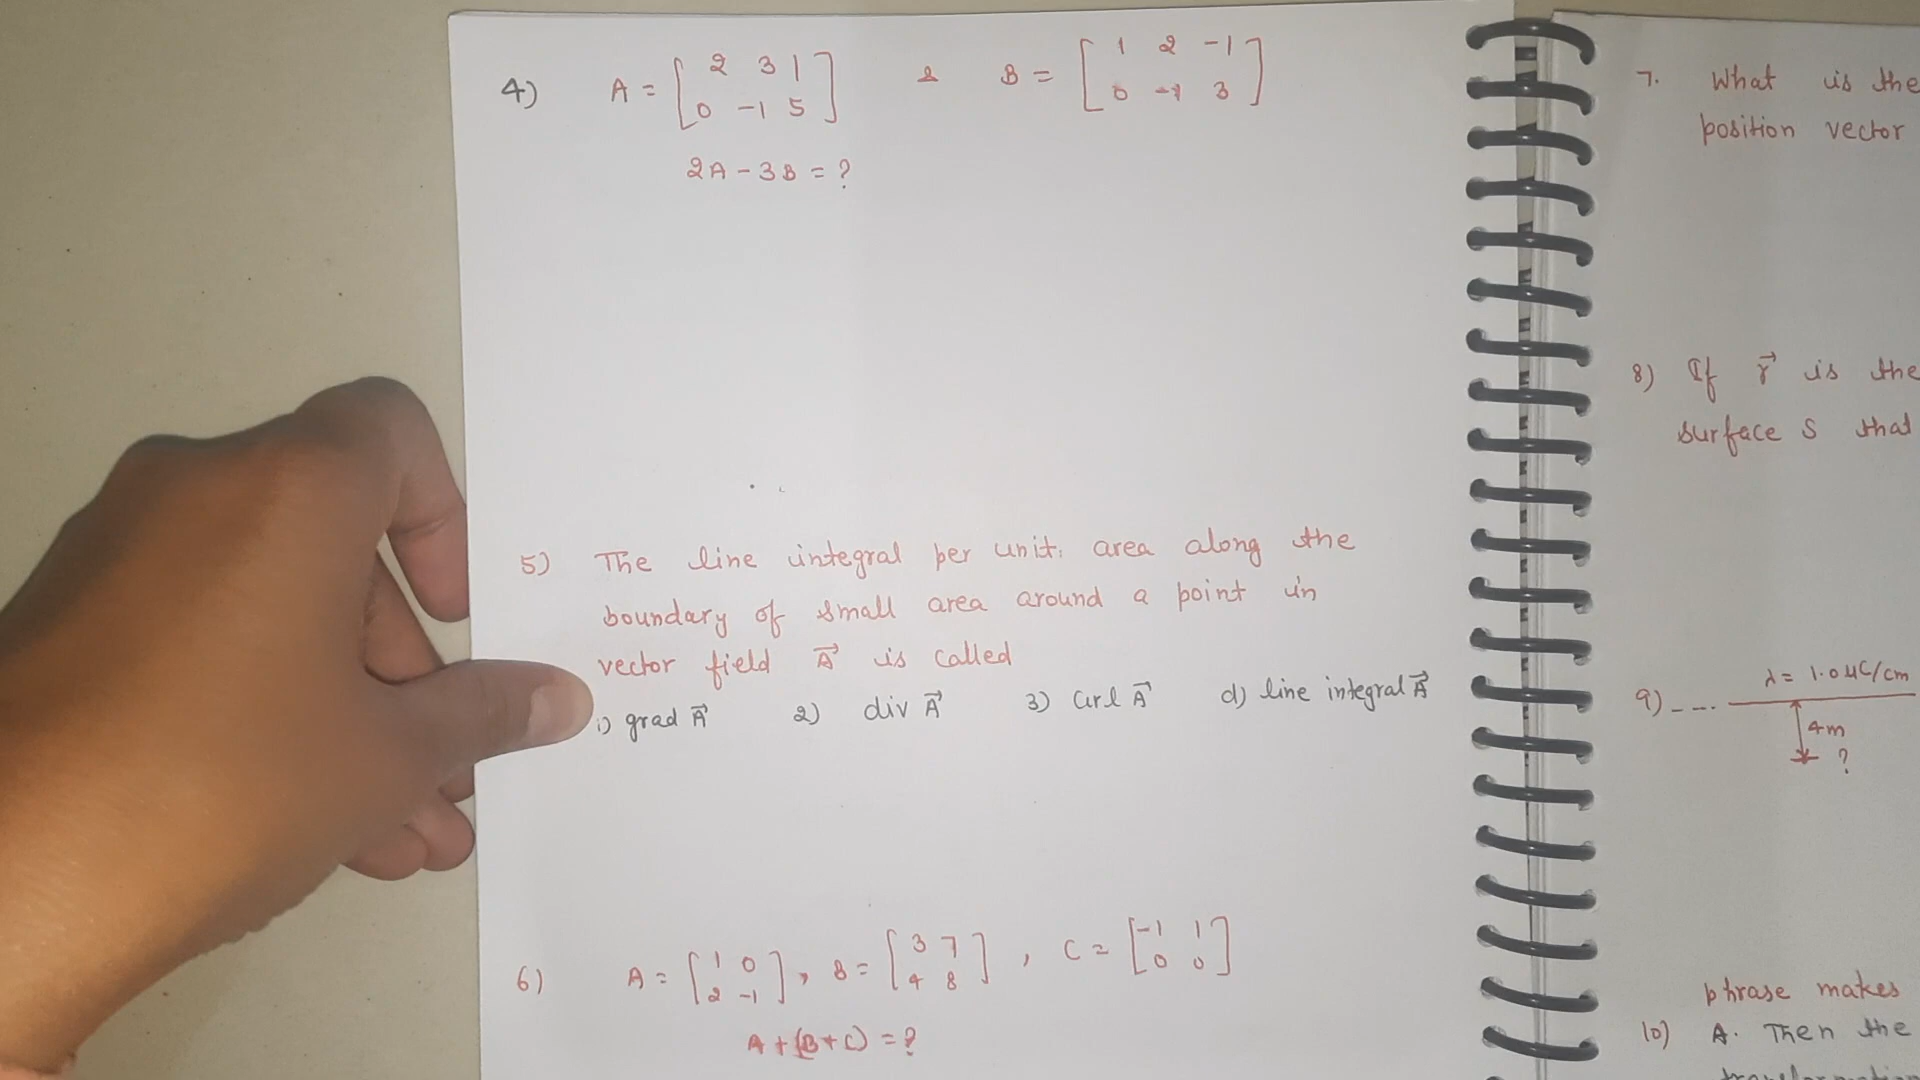 4) A = [ 2 3 1 ] & B = [ 1 2 -1 ]
[ 0 -1 5 ] [ 0 -1 3 ]
2A - 3B = ?
5) The line integral per unit area along the
boundary of small area around a point in
vector field A⃗ is called
1) grad A⃗ 2) div A⃗ 3) Curl A⃗ d) line integral A⃗
6) A = [ 1 0 ] , B = [ 3 7 ] , C = [ -1 1 ]
[ 2 -1 ] [ 4 8 ] [ 0 0 ]
A + (B + C) = ?
7. What is the
position vector
8) If r⃗ is the
surface S that
λ = 1.0 μC/cm
9) - - - -
4m
?
phrase makes
10) A. Then the